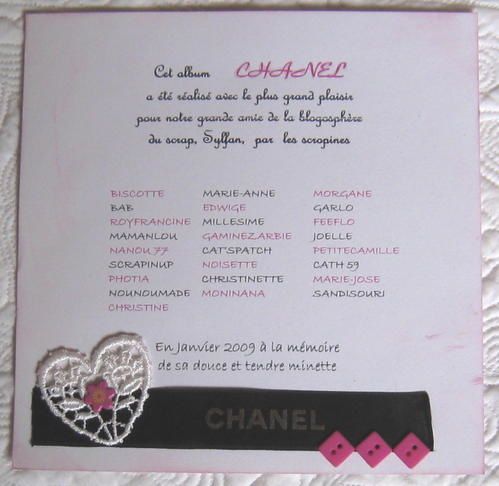 Cet album CHANEL
a été réalisé avec le plus grand plaisir
pour notre grande amie de la blogosphère
du scrap, Sylfan, par les scropines
BISCOTTE MARIE-ANNE MORGANE
BAB EDWIGE GARLO
ROYFRANCINE MILLESIME FEEFLO
MAMANLOU GAMINEZARBIE JOELLE
NANOU 77 CAT'SPATCH PETITECAMILLE
SCRAPINUP NOISETTE CATH 59
PHOTIA CHRISTINETTE MARIE-JOSE
NOUNOUMADE MONINANA SANDISOURI
CHRISTINE
En Janvier 2009 à la mémoire
de sa douce et tendre minette
CHANEL